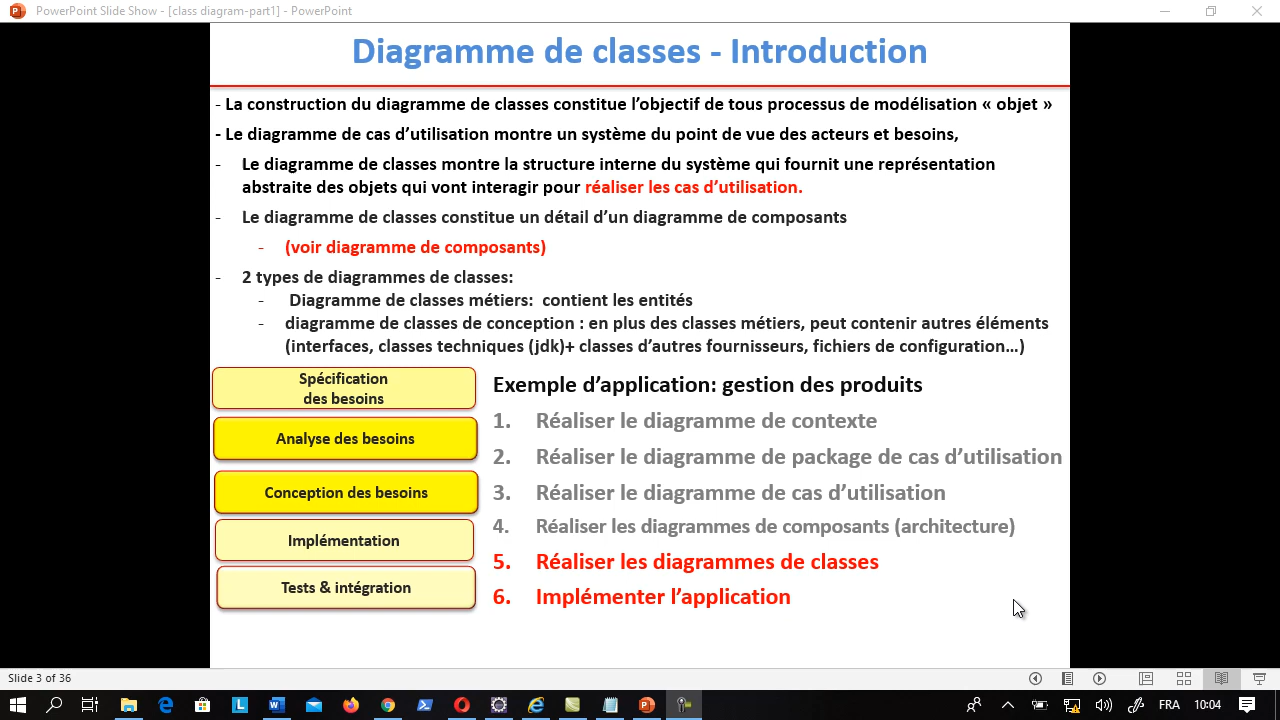 PowerPoint Slide Show - [class diagram-part1] - PowerPoint
Diagramme de classes - Introduction
- La construction du diagramme de classes constitue l’objectif de tous processus de modélisation « objet »
- Le diagramme de cas d’utilisation montre un système du point de vue des acteurs et besoins,
- Le diagramme de classes montre la structure interne du système qui fournit une représentation
abstraite des objets qui vont interagir pour réaliser les cas d’utilisation.
- Le diagramme de classes constitue un détail d’un diagramme de composants
- (voir diagramme de composants)
- 2 types de diagrammes de classes:
- Diagramme de classes métiers: contient les entités
- diagramme de classes de conception : en plus des classes métiers, peut contenir autres éléments
(interfaces, classes techniques (jdk)+ classes d’autres fournisseurs, fichiers de configuration…)
Spécification
des besoins
Analyse des besoins
Conception des besoins
Implémentation
Tests & intégration
Exemple d’application: gestion des produits
1. Réaliser le diagramme de contexte
2. Réaliser le diagramme de package de cas d’utilisation
3. Réaliser le diagramme de cas d’utilisation
4. Réaliser les diagrammes de composants (architecture)
5. Réaliser les diagrammes de classes
6. Implémenter l’application
Slide 3 of 36
FRA 10:04